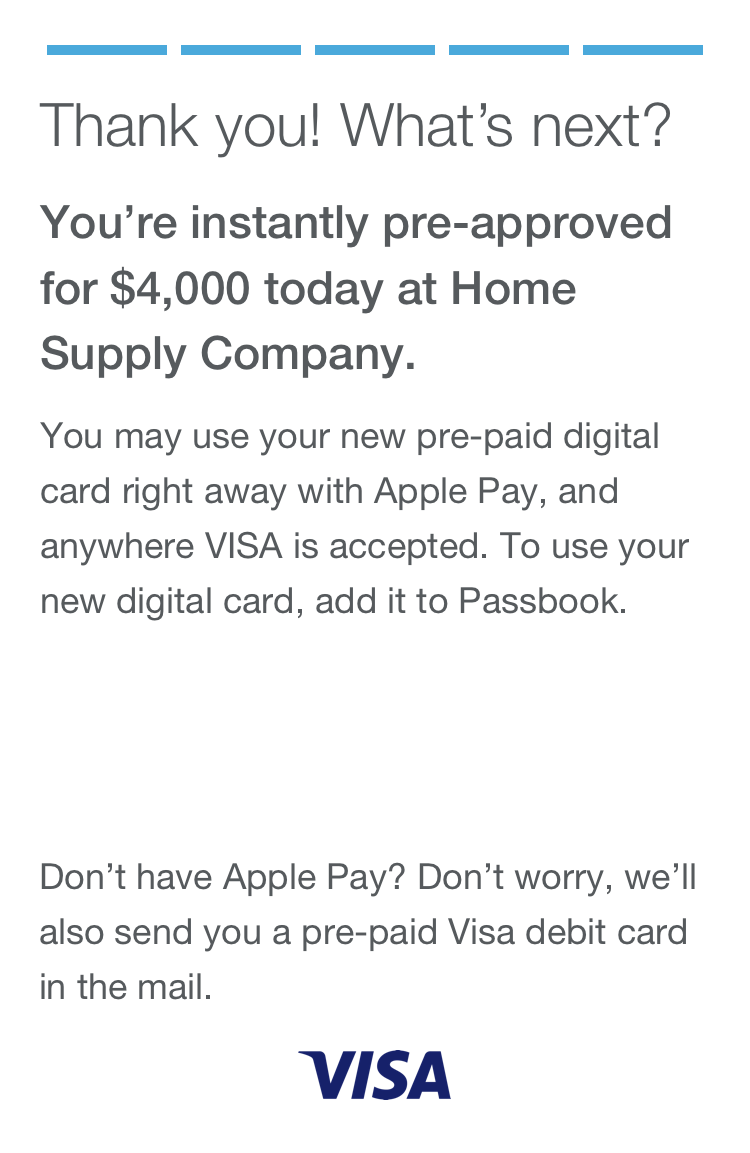 Thank you! What’s next?
You’re instantly pre-approved
for $4,000 today at Home
Supply Company.
You may use your new pre-paid digital
card right away with Apple Pay, and
anywhere VISA is accepted. To use your
new digital card, add it to Passbook.
Don’t have Apple Pay? Don’t worry, we’ll
also send you a pre-paid Visa debit card
in the mail.
VISA